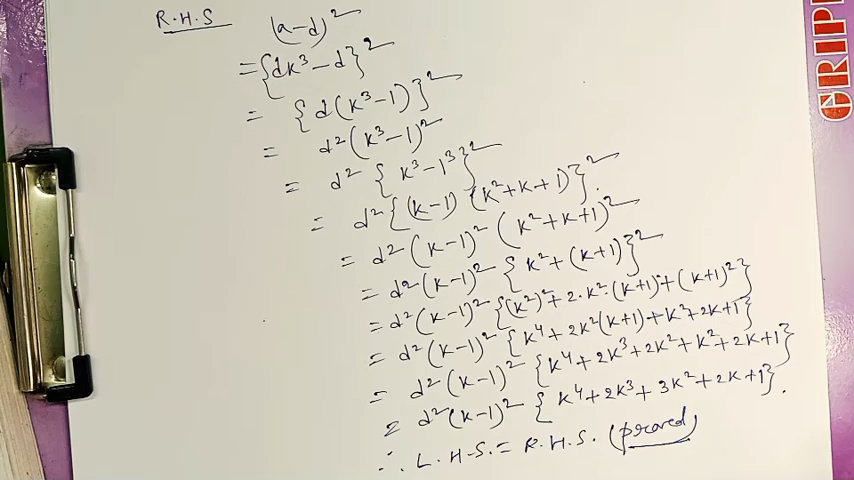 R.H.S (a-d)²
= {dk³-d}²
= {d(k³-1)}²
= d²(k³-1)²
= d² {k³-1³}²
= d² {(k-1) (k²+k+1)}².
= d² (k-1)² (k²+k+1)²
= d² (k-1)² {k²+(k+1)}²
= d² (k-1)² {(k²)²+2·k²·(k+1)+(k+1)²}
= d² (k-1)² {k⁴+2k²(k+1)+k²+2k+1}
= d² (k-1)² {k⁴+2k³+2k²+k²+2k+1}
= d² (k-1)² {k⁴+2k³+3k²+2k+1}.
∴ L.H.S. = R.H.S. (proved)